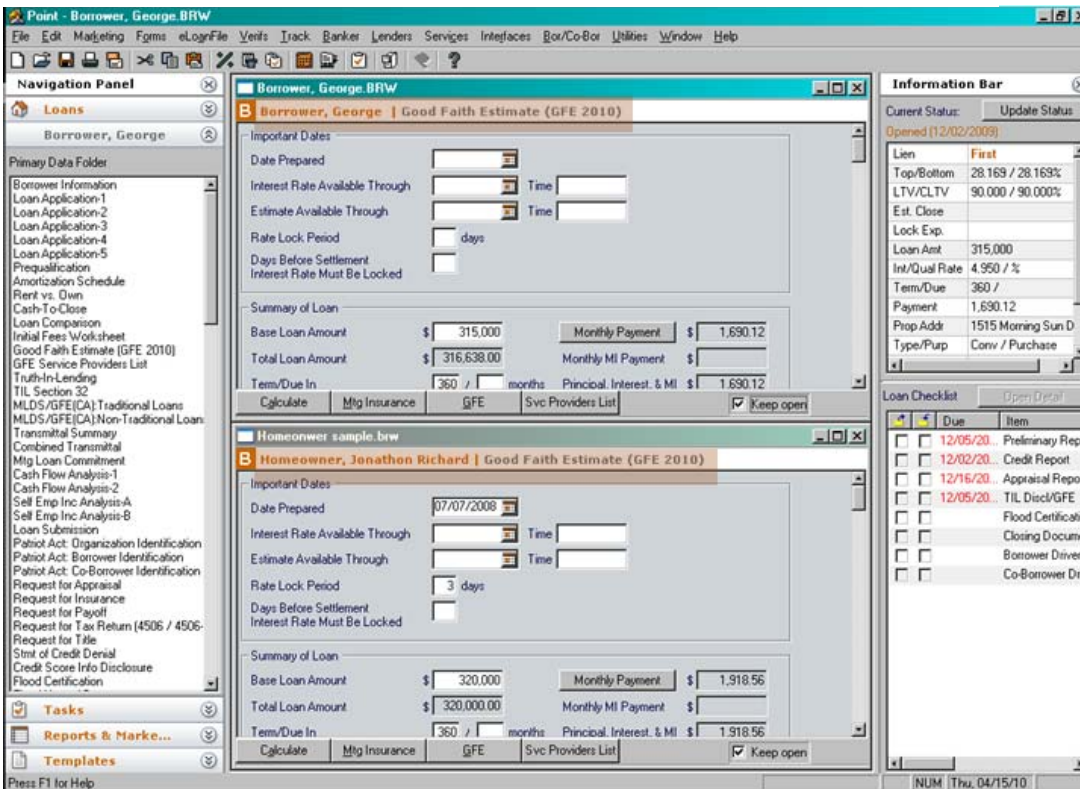 Point - Borrower, George.BRW
File Edit Marketing Forms eLoanFile Verifs Track Banker Lenders Services Interfaces Bor/Co-Bor Utilities Window Help
Navigation Panel
Loans
Borrower, George
Primary Data Folder
Borrower Information
Loan Application-1
Loan Application-2
Loan Application-3
Loan Application-4
Loan Application-5
Prequalification
Amortization Schedule
Rent vs. Own
Cash-To-Close
Loan Comparison
Initial Fees Worksheet
Good Faith Estimate (GFE 2010)
GFE Service Providers List
Truth-In-Lending
TIL Section 32
MLDS/GFE(CA):Traditional Loans
MLDS/GFE(CA):Non-Traditional Loan
Transmittal Summary
Combined Transmittal
Mtg Loan Commitment
Cash Flow Analysis-1
Cash Flow Analysis-2
Self Emp Inc Analysis-A
Self Emp Inc Analysis-B
Loan Submission
Patriot Act: Organization Identification
Patriot Act: Borrower Identification
Patriot Act: Co-Borrower Identification
Request for Appraisal
Request for Insurance
Request for Payoff
Request for Tax Return (4506 / 4506-
Request for Title
Stmt of Credit Denial
Credit Score Info Disclosure
Flood Certification
Tasks
Reports & Marke...
Templates
Press F1 for Help
Borrower, George.BRW
B Borrower, George | Good Faith Estimate (GFE 2010)
Important Dates
Date Prepared
Interest Rate Available Through Time
Estimate Available Through Time
Rate Lock Period days
Days Before Settlement
Interest Rate Must Be Locked
Summary of Loan
Base Loan Amount $ 315,000 Monthly Payment $ 1,690.12
Total Loan Amount $ 316,638.00 Monthly MI Payment $
Term/Due In 360 / months Principal, Interest, & MI $ 1,690.12
Calculate Mtg Insurance GFE Svc Providers List Keep open
Homeonwer sample.brw
B Homeowner, Jonathon Richard | Good Faith Estimate (GFE 2010)
Important Dates
Date Prepared 07/07/2008
Interest Rate Available Through Time
Estimate Available Through Time
Rate Lock Period 3 days
Days Before Settlement
Interest Rate Must Be Locked
Summary of Loan
Base Loan Amount $ 320,000 Monthly Payment $ 1,918.56
Total Loan Amount $ 320,000.00 Monthly MI Payment $
Term/Due In 360 / months Principal, Interest, & MI $ 1,918.56
Calculate Mtg Insurance GFE Svc Providers List Keep open
Information Bar
Current Status: Update Status
Opened (12/02/2009)
Lien First
Top/Bottom 28.169 / 28.169%
LTV/CLTV 90.000 / 90.000%
Est. Close
Lock Exp.
Loan Amt 315,000
Int/Qual Rate 4.950 / %
Term/Due 360 /
Payment 1,690.12
Prop Addr 1515 Morning Sun D
Type/Purp Conv / Purchase
Loan Checklist Open Detail
Due Item
12/05/20... Preliminary Rep
12/02/20... Credit Report
12/16/20... Appraisal Repo
12/05/20... TIL Discl/GFE
Flood Certificati
Closing Docum
Borrower Driver
Co-Borrower Dr
NUM Thu, 04/15/10